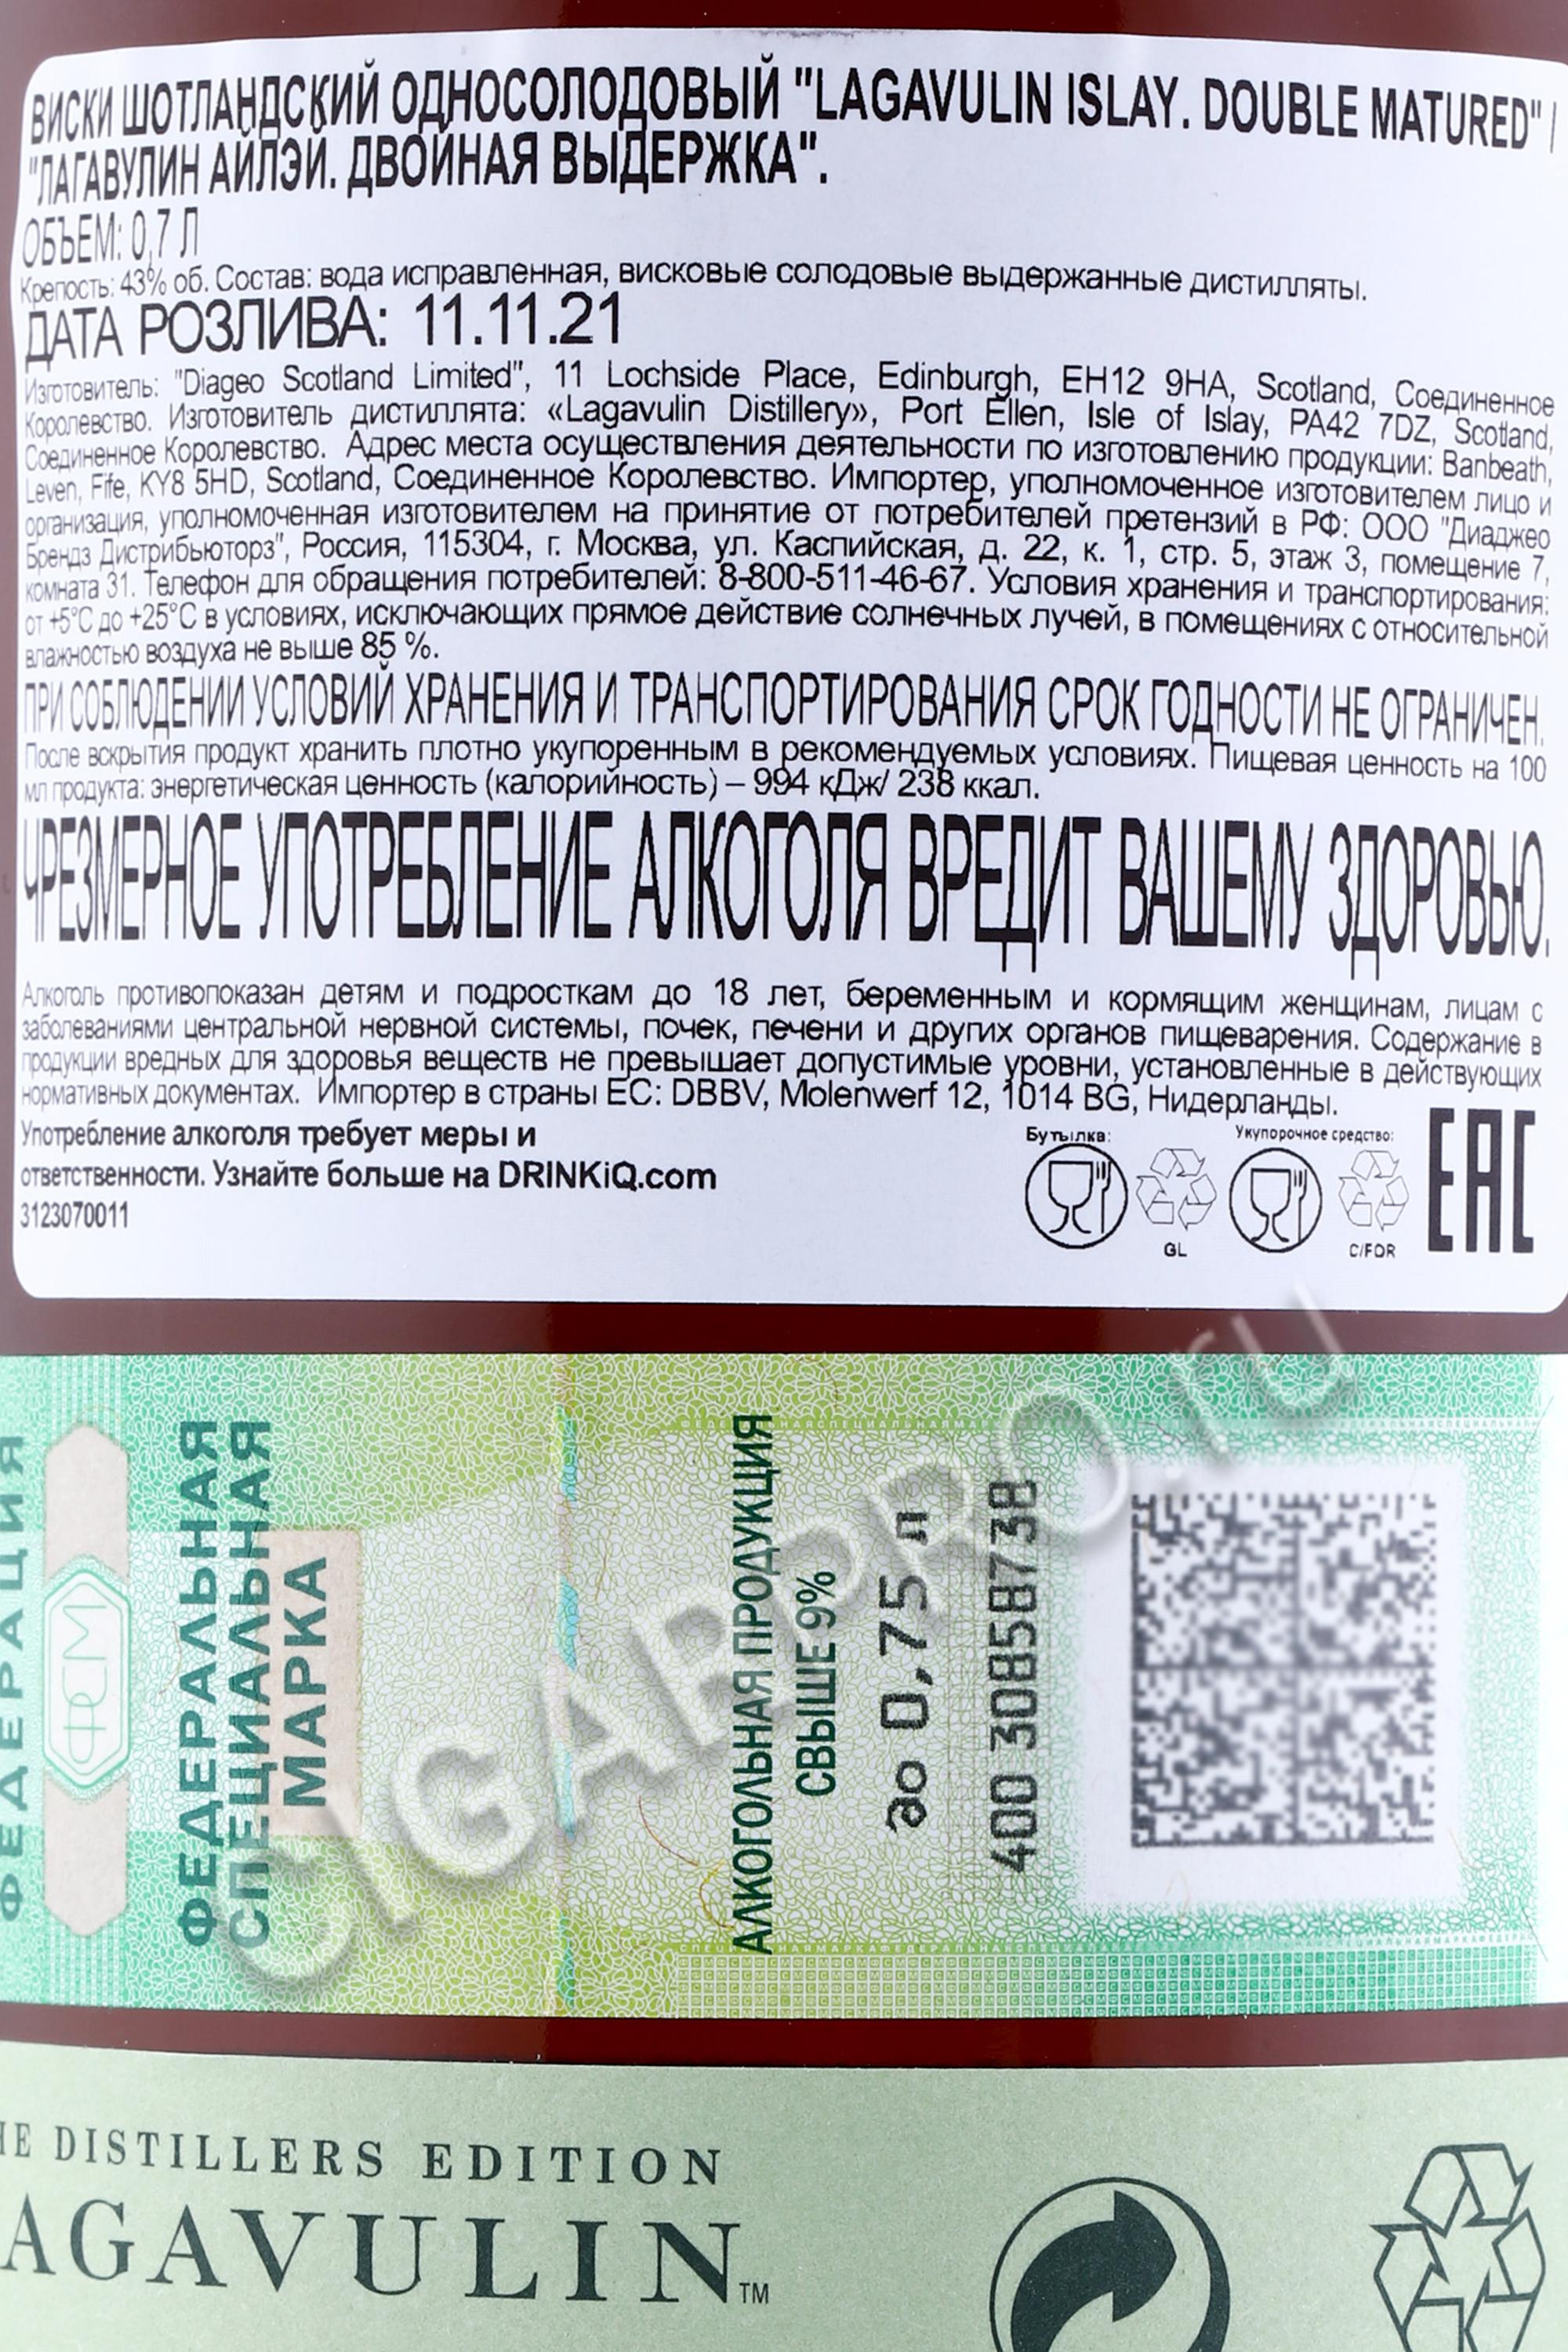 ВИСКИ ШОТЛАНДСКИЙ ОДНОСОЛОДОВЫЙ "LAGAVULIN ISLAY. DOUBLE MATURED" /
"ЛАГАВУЛИН АЙЛЭЙ. ДВОЙНАЯ ВЫДЕРЖКА".
ОБЪЕМ: 0,7 Л
Крепость: 43% об. Состав: вода исправленная, висковые солодовые выдержанные дистилляты.
ДАТА РОЗЛИВА: 11.11.21
Изготовитель: "Diageo Scotland Limited", 11 Lochside Place, Edinburgh, EH12 9HA, Scotland, Соединенное
Королевство. Изготовитель дистиллята: «Lagavulin Distillery», Port Ellen, Isle of Islay, PA42 7DZ, Scotland,
Соединенное Королевство. Адрес места осуществления деятельности по изготовлению продукции: Banbeath,
Leven, Fife, KY8 5HD, Scotland, Соединенное Королевство. Импортер, уполномоченное изготовителем лицо и
организация, уполномоченная изготовителем на принятие от потребителей претензий в РФ: ООО "Диаджео
Брендз Дистрибьюторз", Россия, 115304, г. Москва, ул. Каспийская, д. 22, к. 1, стр. 5, этаж 3, помещение 7,
комната 31. Телефон для обращения потребителей: 8-800-511-46-67. Условия хранения и транспортирования:
от +5°C до +25°C в условиях, исключающих прямое действие солнечных лучей, в помещениях с относительной
влажностью воздуха не выше 85 %.
ПРИ СОБЛЮДЕНИИ УСЛОВИЙ ХРАНЕНИЯ И ТРАНСПОРТИРОВАНИЯ СРОК ГОДНОСТИ НЕ ОГРАНИЧЕН.
После вскрытия продукт хранить плотно укупоренным в рекомендуемых условиях. Пищевая ценность на 100
мл продукта: энергетическая ценность (калорийность) – 994 кДж/ 238 ккал.
ЧРЕЗМЕРНОЕ УПОТРЕБЛЕНИЕ АЛКОГОЛЯ ВРЕДИТ ВАШЕМУ ЗДОРОВЬЮ.
Алкоголь противопоказан детям и подросткам до 18 лет, беременным и кормящим женщинам, лицам с
заболеваниями центральной нервной системы, почек, печени и других органов пищеварения. Содержание в
продукции вредных для здоровья веществ не превышает допустимые уровни, установленные в действующих
нормативных документах. Импортер в страны ЕС: DBBV, Molenwerf 12, 1014 BG, Нидерланды.
Употребление алкоголя требует меры и
ответственности. Узнайте больше на DRINKiQ.com
3123070011
Бутылка:
Укупорочное средство:
GL
C/FOR
EAC
ФЕДЕРАЦИЯ
ФСМ
ФЕДЕРАЛЬНАЯ
СПЕЦИАЛЬНАЯ
МАРКА
АЛКОГОЛЬНАЯ ПРОДУКЦИЯ
СВЫШЕ 9%
до 0,75 л
400 30858738
CIGARPRO.ru
HE DISTILLERS EDITION
AGAVULIN™